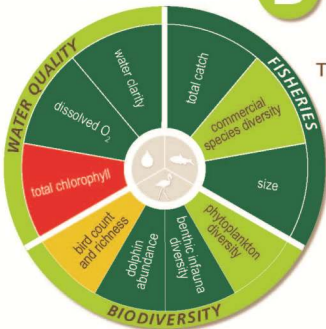 WATER QUALITY
water clarity
dissolved O₂
total chlorophyll
FISHERIES
total catch
commercial
species diversity
size
BIODIVERSITY
phytoplankton
diversity
benthic infauna
diversity
dolphin
abundance
bird count
and richness
T